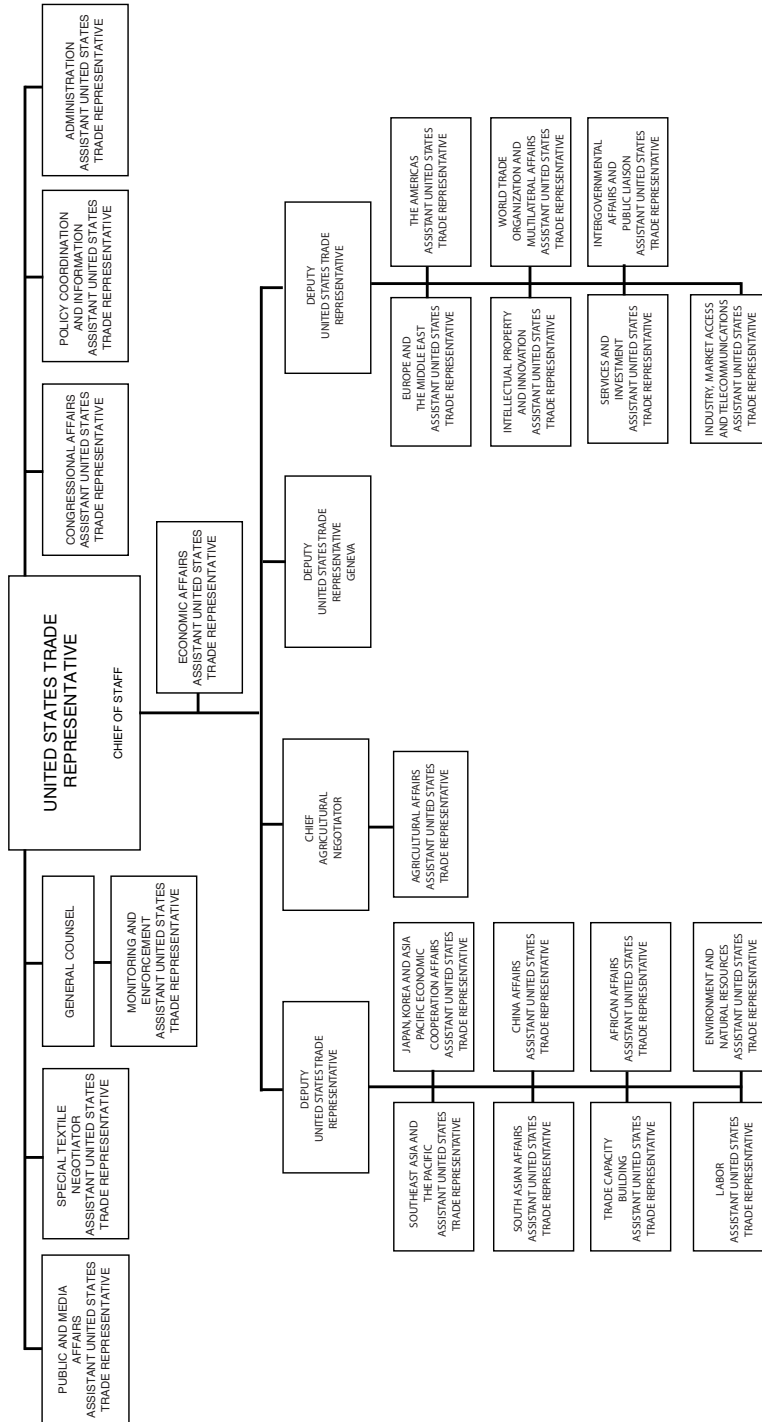 UNITED STATES TRADE
REPRESENTATIVE
CHIEF OF STAFF
PUBLIC AND MEDIA
AFFAIRS
ASSISTANT UNITED STATES
TRADE REPRESENTATIVE
SPECIAL TEXTILE
NEGOTIATOR
ASSISTANT UNITED STATES
TRADE REPRESENTATIVE
GENERAL COUNSEL
MONITORING AND
ENFORCEMENT
ASSISTANT UNITED STATES
TRADE REPRESENTATIVE
CONGRESSIONAL AFFAIRS
ASSISTANT UNITED STATES
TRADE REPRESENTATIVE
POLICY COORDINATION
AND INFORMATION
ASSISTANT UNITED STATES
TRADE REPRESENTATIVE
ADMINISTRATION
ASSISTANT UNITED STATES
TRADE REPRESENTATIVE
ECONOMIC AFFAIRS
ASSISTANT UNITED STATES
TRADE REPRESENTATIVE
DEPUTY
UNITED STATES TRADE
REPRESENTATIVE
CHIEF
AGRICULTURAL
NEGOTIATOR
DEPUTY
UNITED STATES TRADE
REPRESENTATIVE
GENEVA
DEPUTY
UNITED STATES TRADE
REPRESENTATIVE
SOUTHEAST ASIA AND
THE PACIFIC
ASSISTANT UNITED STATES
TRADE REPRESENTATIVE
JAPAN, KOREA AND ASIA
PACIFIC ECONOMIC
COOPERATION AFFAIRS
ASSISTANT UNITED STATES
TRADE REPRESENTATIVE
AGRICULTURAL AFFAIRS
ASSISTANT UNITED STATES
TRADE REPRESENTATIVE
EUROPE AND
THE MIDDLE EAST
ASSISTANT UNITED STATES
TRADE REPRESENTATIVE
THE AMERICAS
ASSISTANT UNITED STATES
TRADE REPRESENTATIVE
SOUTH ASIAN AFFAIRS
ASSISTANT UNITED STATES
TRADE REPRESENTATIVE
CHINA AFFAIRS
ASSISTANT UNITED STATES
TRADE REPRESENTATIVE
INTELLECTUAL PROPERTY
AND INNOVATION
ASSISTANT UNITED STATES
TRADE REPRESENTATIVE
WORLD TRADE
ORGANIZATION AND
MULTILATERAL AFFAIRS
ASSISTANT UNITED STATES
TRADE REPRESENTATIVE
TRADE CAPACITY
BUILDING
ASSISTANT UNITED STATES
TRADE REPRESENTATIVE
AFRICAN AFFAIRS
ASSISTANT UNITED STATES
TRADE REPRESENTATIVE
SERVICES AND
INVESTMENT
ASSISTANT UNITED STATES
TRADE REPRESENTATIVE
INTERGOVERNMENTAL
AFFAIRS AND
PUBLIC LIAISON
ASSISTANT UNITED STATES
TRADE REPRESENTATIVE
LABOR
ASSISTANT UNITED STATES
TRADE REPRESENTATIVE
ENVIRONMENT AND
NATURAL RESOURCES
ASSISTANT UNITED STATES
TRADE REPRESENTATIVE
INDUSTRY, MARKET ACCESS
AND TELECOMMUNICATIONS
ASSISTANT UNITED STATES
TRADE REPRESENTATIVE